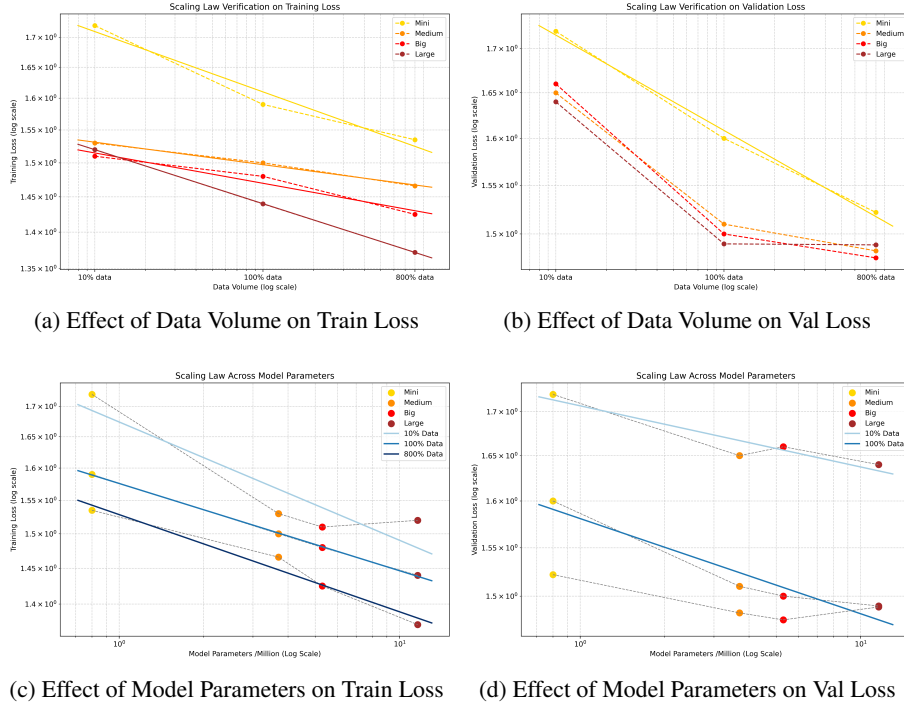 Scaling Law Verification on Training Loss
Mini
Medium
Big
Large
1.7 × 10⁰
1.65 × 10⁰
1.6 × 10⁰
1.55 × 10⁰
1.5 × 10⁰
1.45 × 10⁰
1.4 × 10⁰
1.35 × 10⁰
Training Loss (log scale)
10% data
100% data
800% data
Data Volume (log scale)
(a) Effect of Data Volume on Train Loss
Scaling Law Verification on Validation Loss
Mini
Medium
Big
Large
1.7 × 10⁰
1.65 × 10⁰
1.6 × 10⁰
1.55 × 10⁰
1.5 × 10⁰
Validation Loss (log scale)
10% data
100% data
800% data
Data Volume (log scale)
(b) Effect of Data Volume on Val Loss
Scaling Law Across Model Parameters
Mini
Medium
Big
Large
10% Data
100% Data
800% Data
1.7 × 10⁰
1.65 × 10⁰
1.6 × 10⁰
1.55 × 10⁰
1.5 × 10⁰
1.45 × 10⁰
1.4 × 10⁰
Training Loss (log scale)
10⁰
10¹
Model Parameters /Million (Log Scale)
(c) Effect of Model Parameters on Train Loss
Scaling Law Across Model Parameters
Mini
Medium
Big
Large
10% Data
100% Data
1.7 × 10⁰
1.65 × 10⁰
1.6 × 10⁰
1.55 × 10⁰
1.5 × 10⁰
Validation Loss (log scale)
10⁰
10¹
Model Parameters /Million (Log Scale)
(d) Effect of Model Parameters on Val Loss